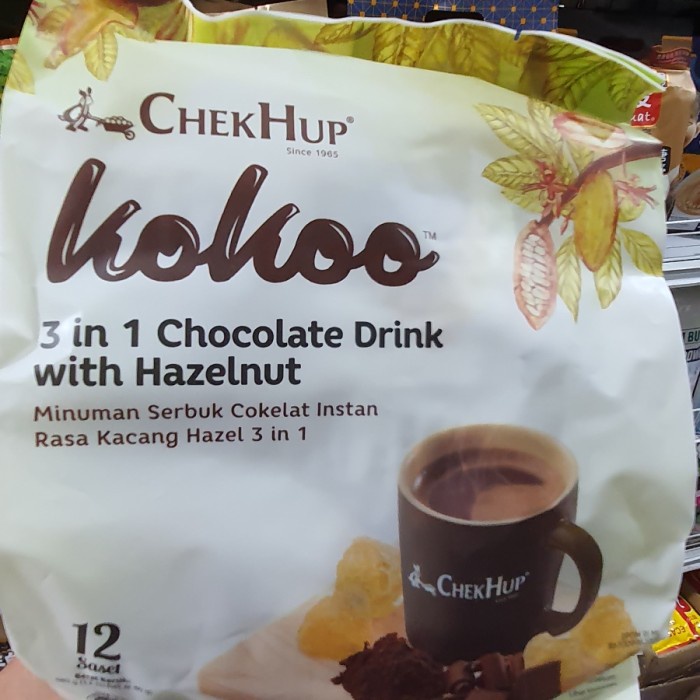 CHEKHUP®
Since 1965
kokoo™
3 in 1 Chocolate Drink
with Hazelnut
Minuman Serbuk Cokelat Instan
Rasa Kacang Hazel 3 in 1
CHEKHUP®
12
Saset